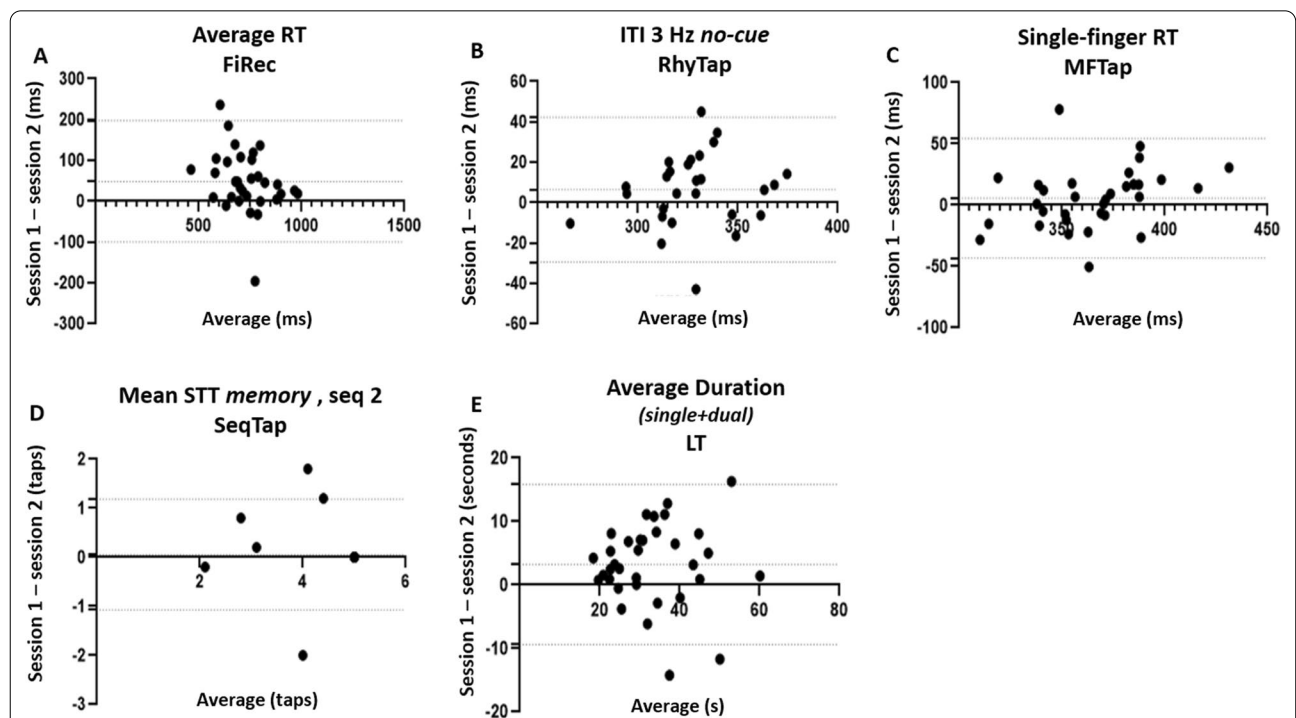 A
Average RT
FiRec
Session 1 – session 2 (ms)
300
200
100
0
-100
-200
-300
500
1000
1500
Average (ms)
B
ITI 3 Hz no-cue
RhyTap
Session 1 – session 2 (ms)
60
40
20
0
-20
-40
-60
300
350
400
Average (ms)
C
Single-finger RT
MFTap
Session 1 – session 2 (ms)
100
50
0
-50
-100
350
400
450
Average (ms)
D
Mean STT memory , seq 2
SeqTap
Session 1 – session 2 (taps)
2
1
0
-1
-2
-3
2
4
6
Average (taps)
E
Average Duration
(single+dual)
LT
Session 1 – session 2 (seconds)
20
10
0
-10
-20
20
40
60
80
Average (s)